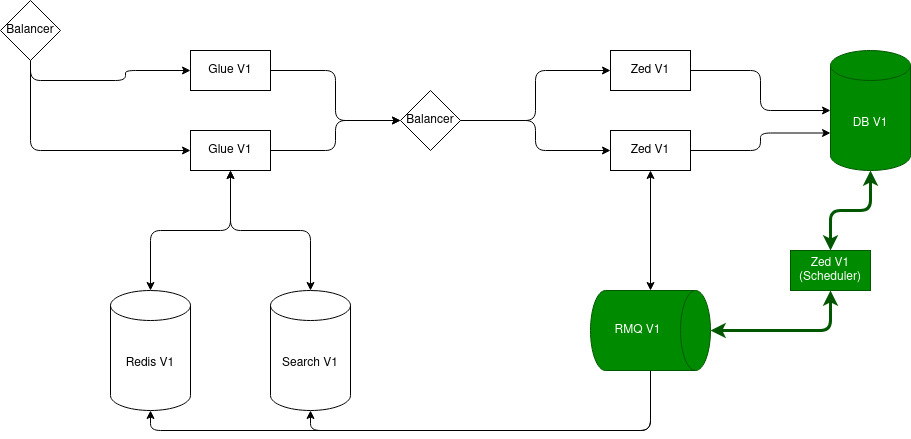 Balancer
Glue V1
Zed V1
Balancer
DB V1
Glue V1
Zed V1
Zed V1
(Scheduler)
RMQ V1
Redis V1
Search V1